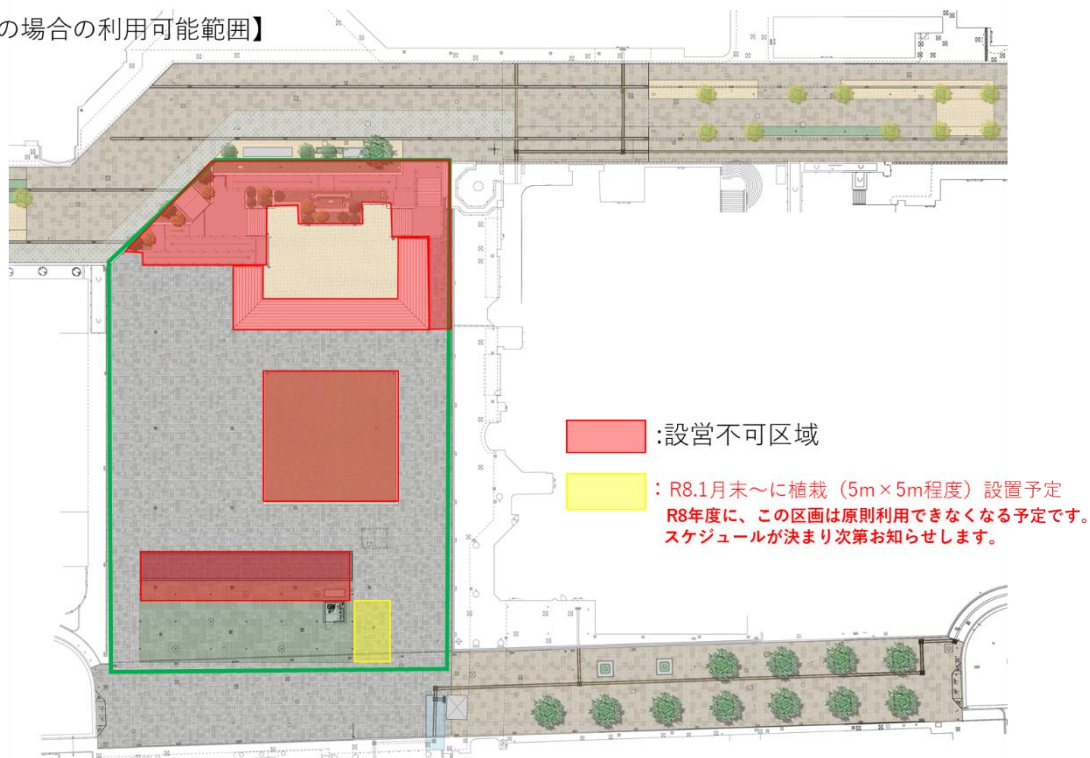 の場合の利用可能範囲】
:設営不可区域
：R8.1月末～に植栽（5m×5m程度）設置予定
R8年度に、この区画は原則利用できなくなる予定です。
スケジュールが決まり次第お知らせします。